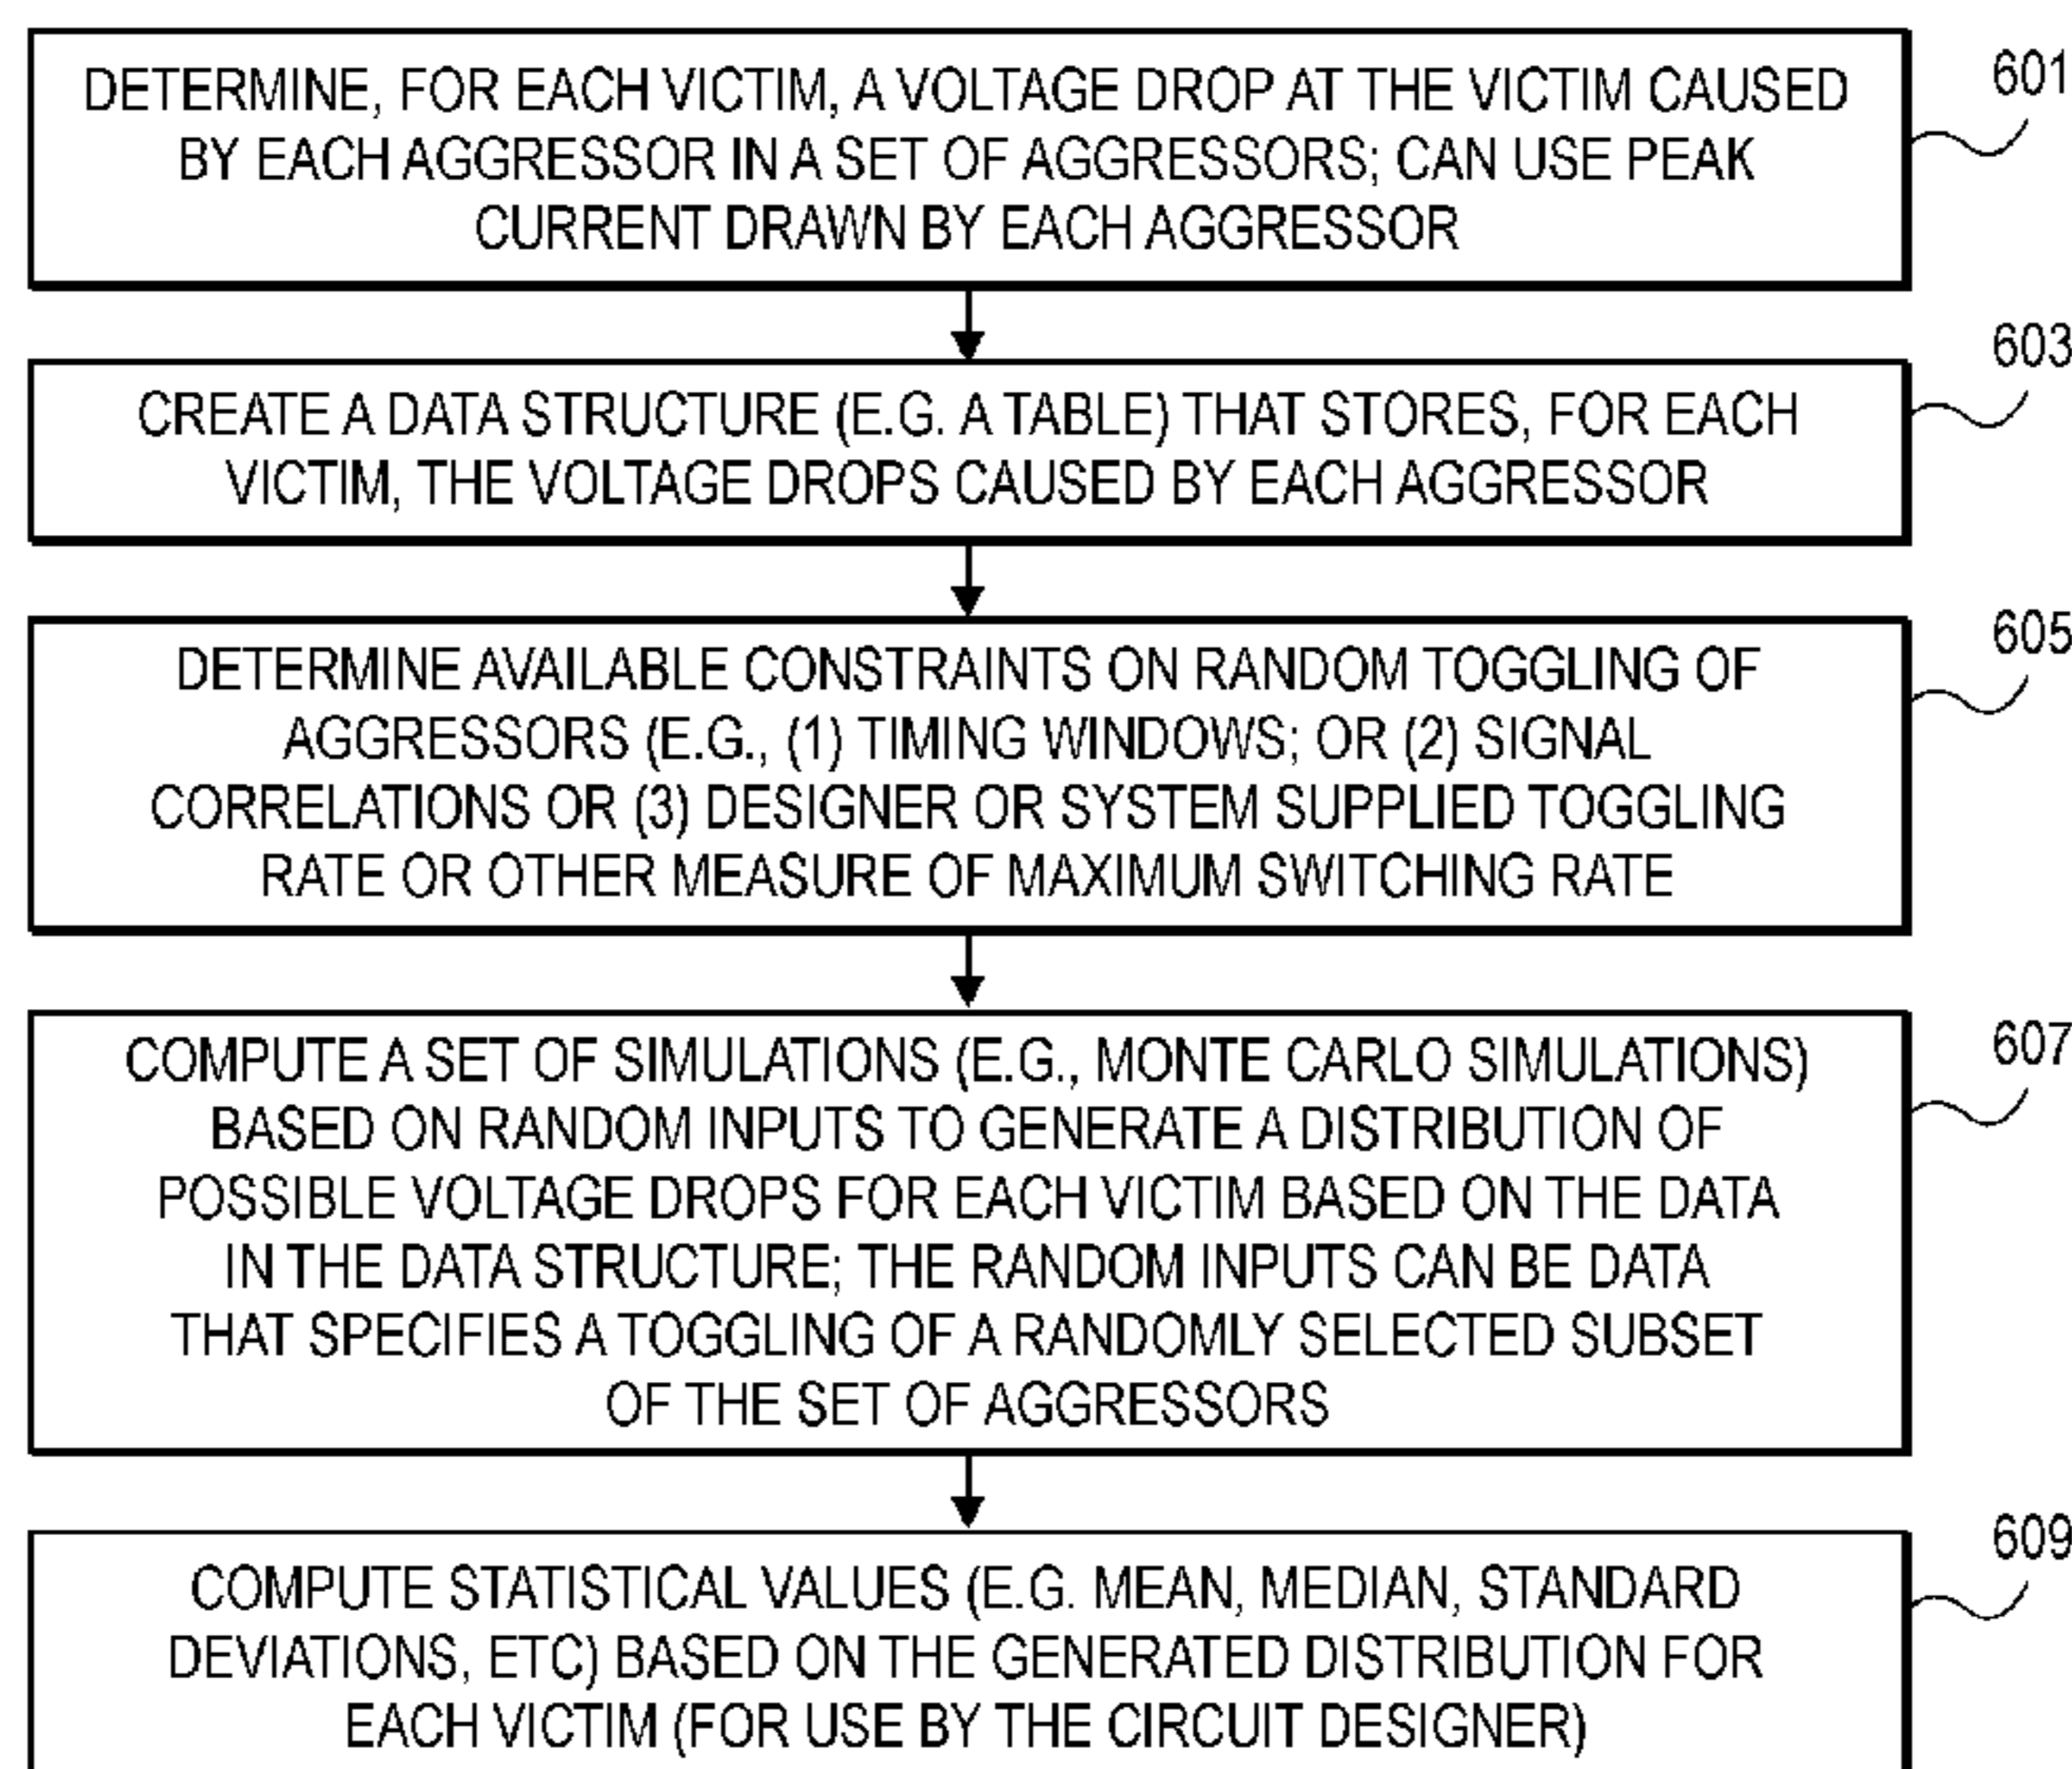 DETERMINE, FOR EACH VICTIM, A VOLTAGE DROP AT THE VICTIM CAUSED
BY EACH AGGRESSOR IN A SET OF AGGRESSORS; CAN USE PEAK
CURRENT DRAWN BY EACH AGGRESSOR
601
CREATE A DATA STRUCTURE (E.G. A TABLE) THAT STORES, FOR EACH
VICTIM, THE VOLTAGE DROPS CAUSED BY EACH AGGRESSOR
603
DETERMINE AVAILABLE CONSTRAINTS ON RANDOM TOGGLING OF
AGGRESSORS (E.G., (1) TIMING WINDOWS; OR (2) SIGNAL
CORRELATIONS OR (3) DESIGNER OR SYSTEM SUPPLIED TOGGLING
RATE OR OTHER MEASURE OF MAXIMUM SWITCHING RATE
605
COMPUTE A SET OF SIMULATIONS (E.G., MONTE CARLO SIMULATIONS)
BASED ON RANDOM INPUTS TO GENERATE A DISTRIBUTION OF
POSSIBLE VOLTAGE DROPS FOR EACH VICTIM BASED ON THE DATA
IN THE DATA STRUCTURE; THE RANDOM INPUTS CAN BE DATA
THAT SPECIFIES A TOGGLING OF A RANDOMLY SELECTED SUBSET
OF THE SET OF AGGRESSORS
607
COMPUTE STATISTICAL VALUES (E.G. MEAN, MEDIAN, STANDARD
DEVIATIONS, ETC) BASED ON THE GENERATED DISTRIBUTION FOR
EACH VICTIM (FOR USE BY THE CIRCUIT DESIGNER)
609